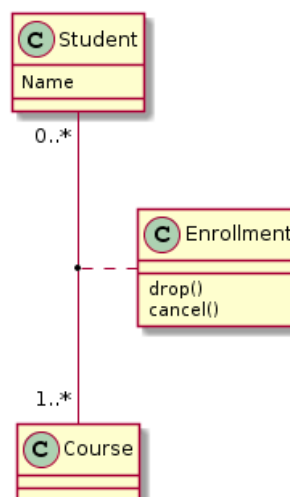 C Student
Name
0..*
C Enrollment
drop()
cancel()
1..*
C Course